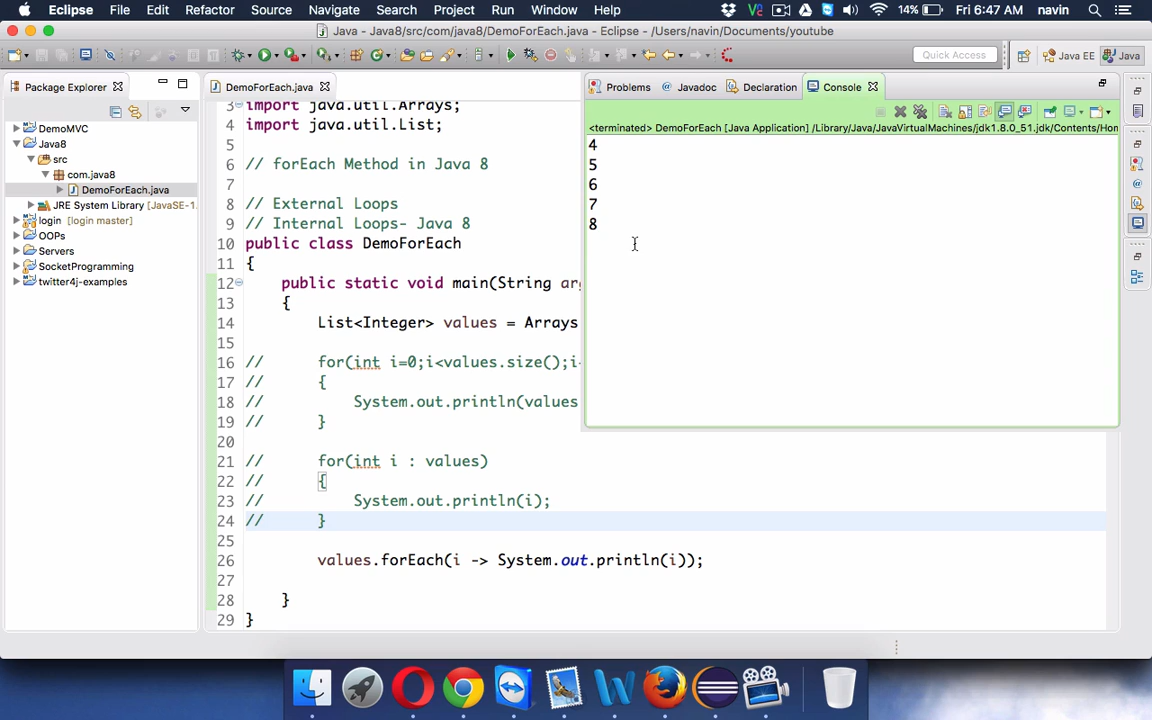 Eclipse File Edit Refactor Source Navigate Search Project Run Window Help 14% Fri 6:47 AM navin
Java - Java8/src/com/java8/DemoForEach.java - Eclipse - /Users/navin/Documents/youtube
Quick Access Java EE Java
Package Explorer
DemoMVC
Java8
src
com.java8
DemoForEach.java
JRE System Library [JavaSE-1.
login [login master]
OOPs
Servers
SocketProgramming
twitter4j-examples
DemoForEach.java
3 import java.util.Arrays;
4 import java.util.List;
5
6 // forEach Method in Java 8
7
8 // External Loops
9 // Internal Loops- Java 8
10 public class DemoForEach
11 {
12 public static void main(String arg
13 {
14 List<Integer> values = Arrays
15
16 // for(int i=0;i<values.size();i-
17 // {
18 // System.out.println(values
19 // }
20
21 // for(int i : values)
22 // {
23 // System.out.println(i);
24 // }
25
26 values.forEach(i -> System.out.println(i));
27
28 }
29 }
Problems @ Javadoc Declaration Console
<terminated> DemoForEach [Java Application] /Library/Java/JavaVirtualMachines/jdk1.8.0_51.jdk/Contents/Hom
4
5
6
7
8